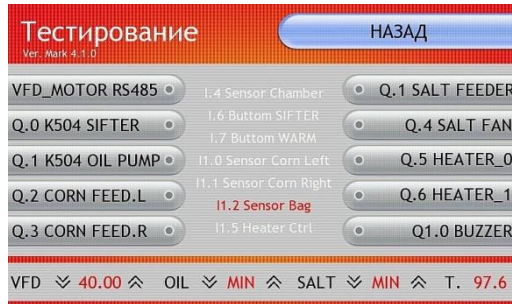 Тестирование
Ver. Mark 4.1.0
НАЗАД
VFD_MOTOR RS485
Q.0 K504 SIFTER
Q.1 K504 OIL PUMP
Q.2 CORN FEED.L
Q.3 CORN FEED.R
I.4 Sensor Chamber
I.6 Buttom SIFTER
I.7 Buttom WARM
I1.0 Sensor Corn Left
I1.1 Sensor Corn Right
I1.2 Sensor Bag
I1.5 Heater Ctrl
Q.1 SALT FEEDER
Q.4 SALT FAN
Q.5 HEATER_0
Q.6 HEATER_1
Q1.0 BUZZER
VFD 40.00 OIL MIN SALT MIN T. 97.6